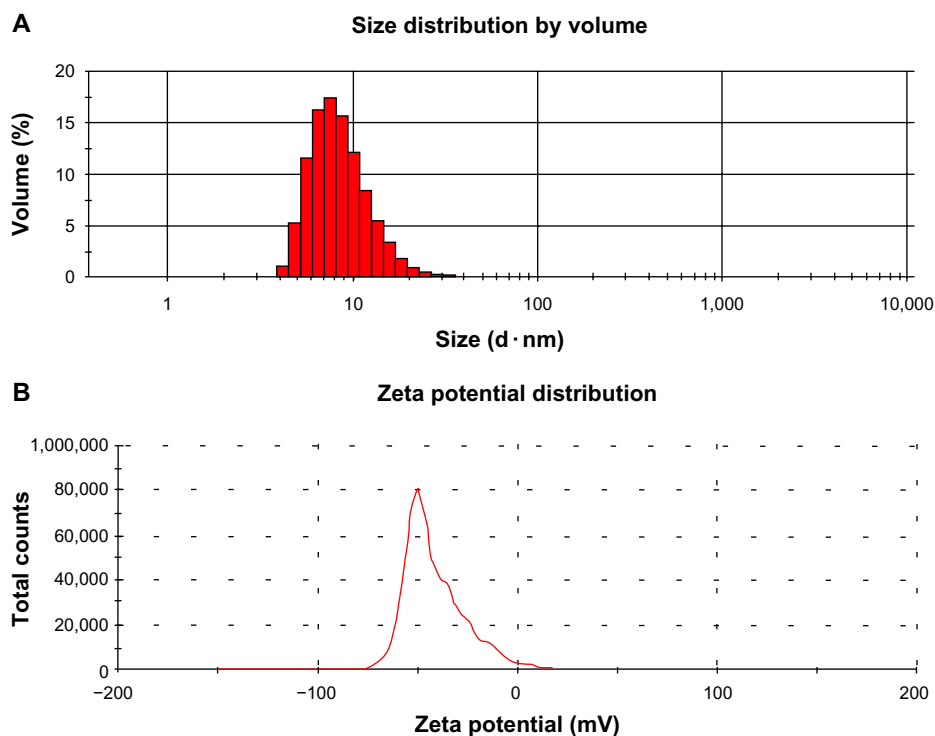 A
Size distribution by volume
20
15
10
5
0
Volume (%)
1 10 100 1,000 10,000
Size (d · nm)
B
Zeta potential distribution
1,000,000
80,000
60,000
40,000
20,000
0
Total counts
−200 −100 0 100 200
Zeta potential (mV)